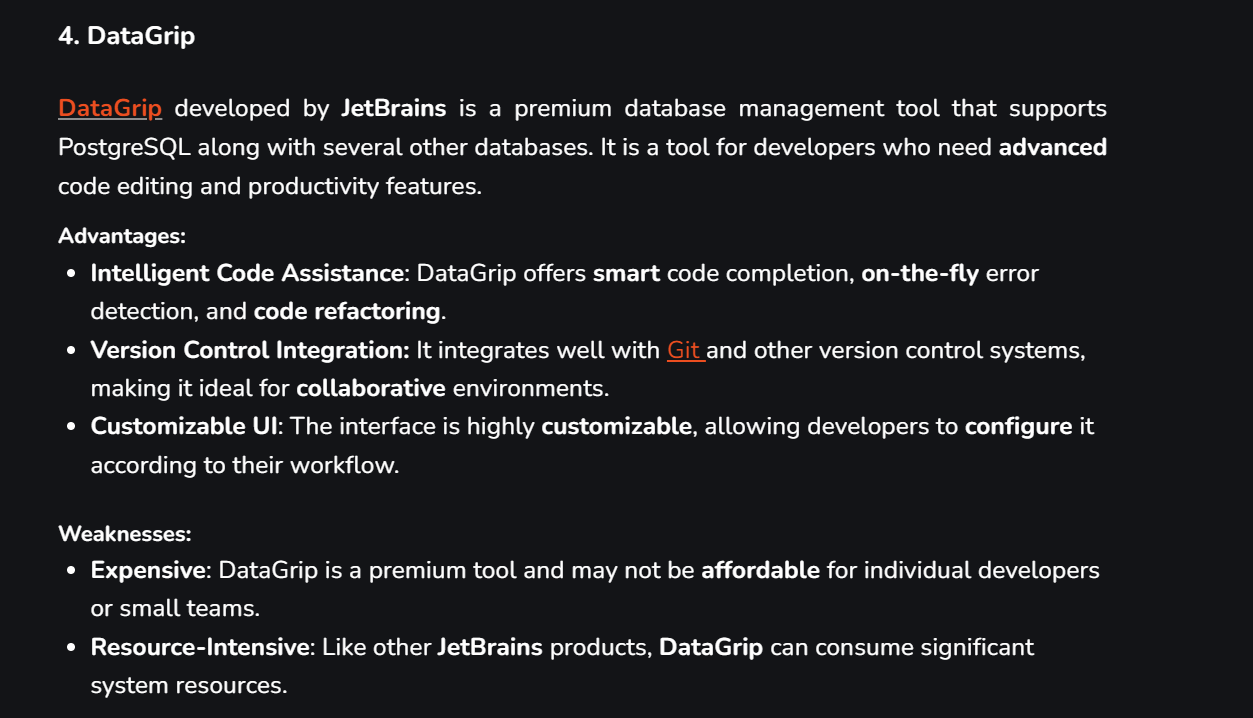 4. DataGrip
DataGrip developed by JetBrains is a premium database management tool that supports
PostgreSQL along with several other databases. It is a tool for developers who need advanced
code editing and productivity features.
Advantages:
• Intelligent Code Assistance: DataGrip offers smart code completion, on-the-fly error
detection, and code refactoring.
• Version Control Integration: It integrates well with Git and other version control systems,
making it ideal for collaborative environments.
• Customizable UI: The interface is highly customizable, allowing developers to configure it
according to their workflow.
Weaknesses:
• Expensive: DataGrip is a premium tool and may not be affordable for individual developers
or small teams.
• Resource-Intensive: Like other JetBrains products, DataGrip can consume significant
system resources.